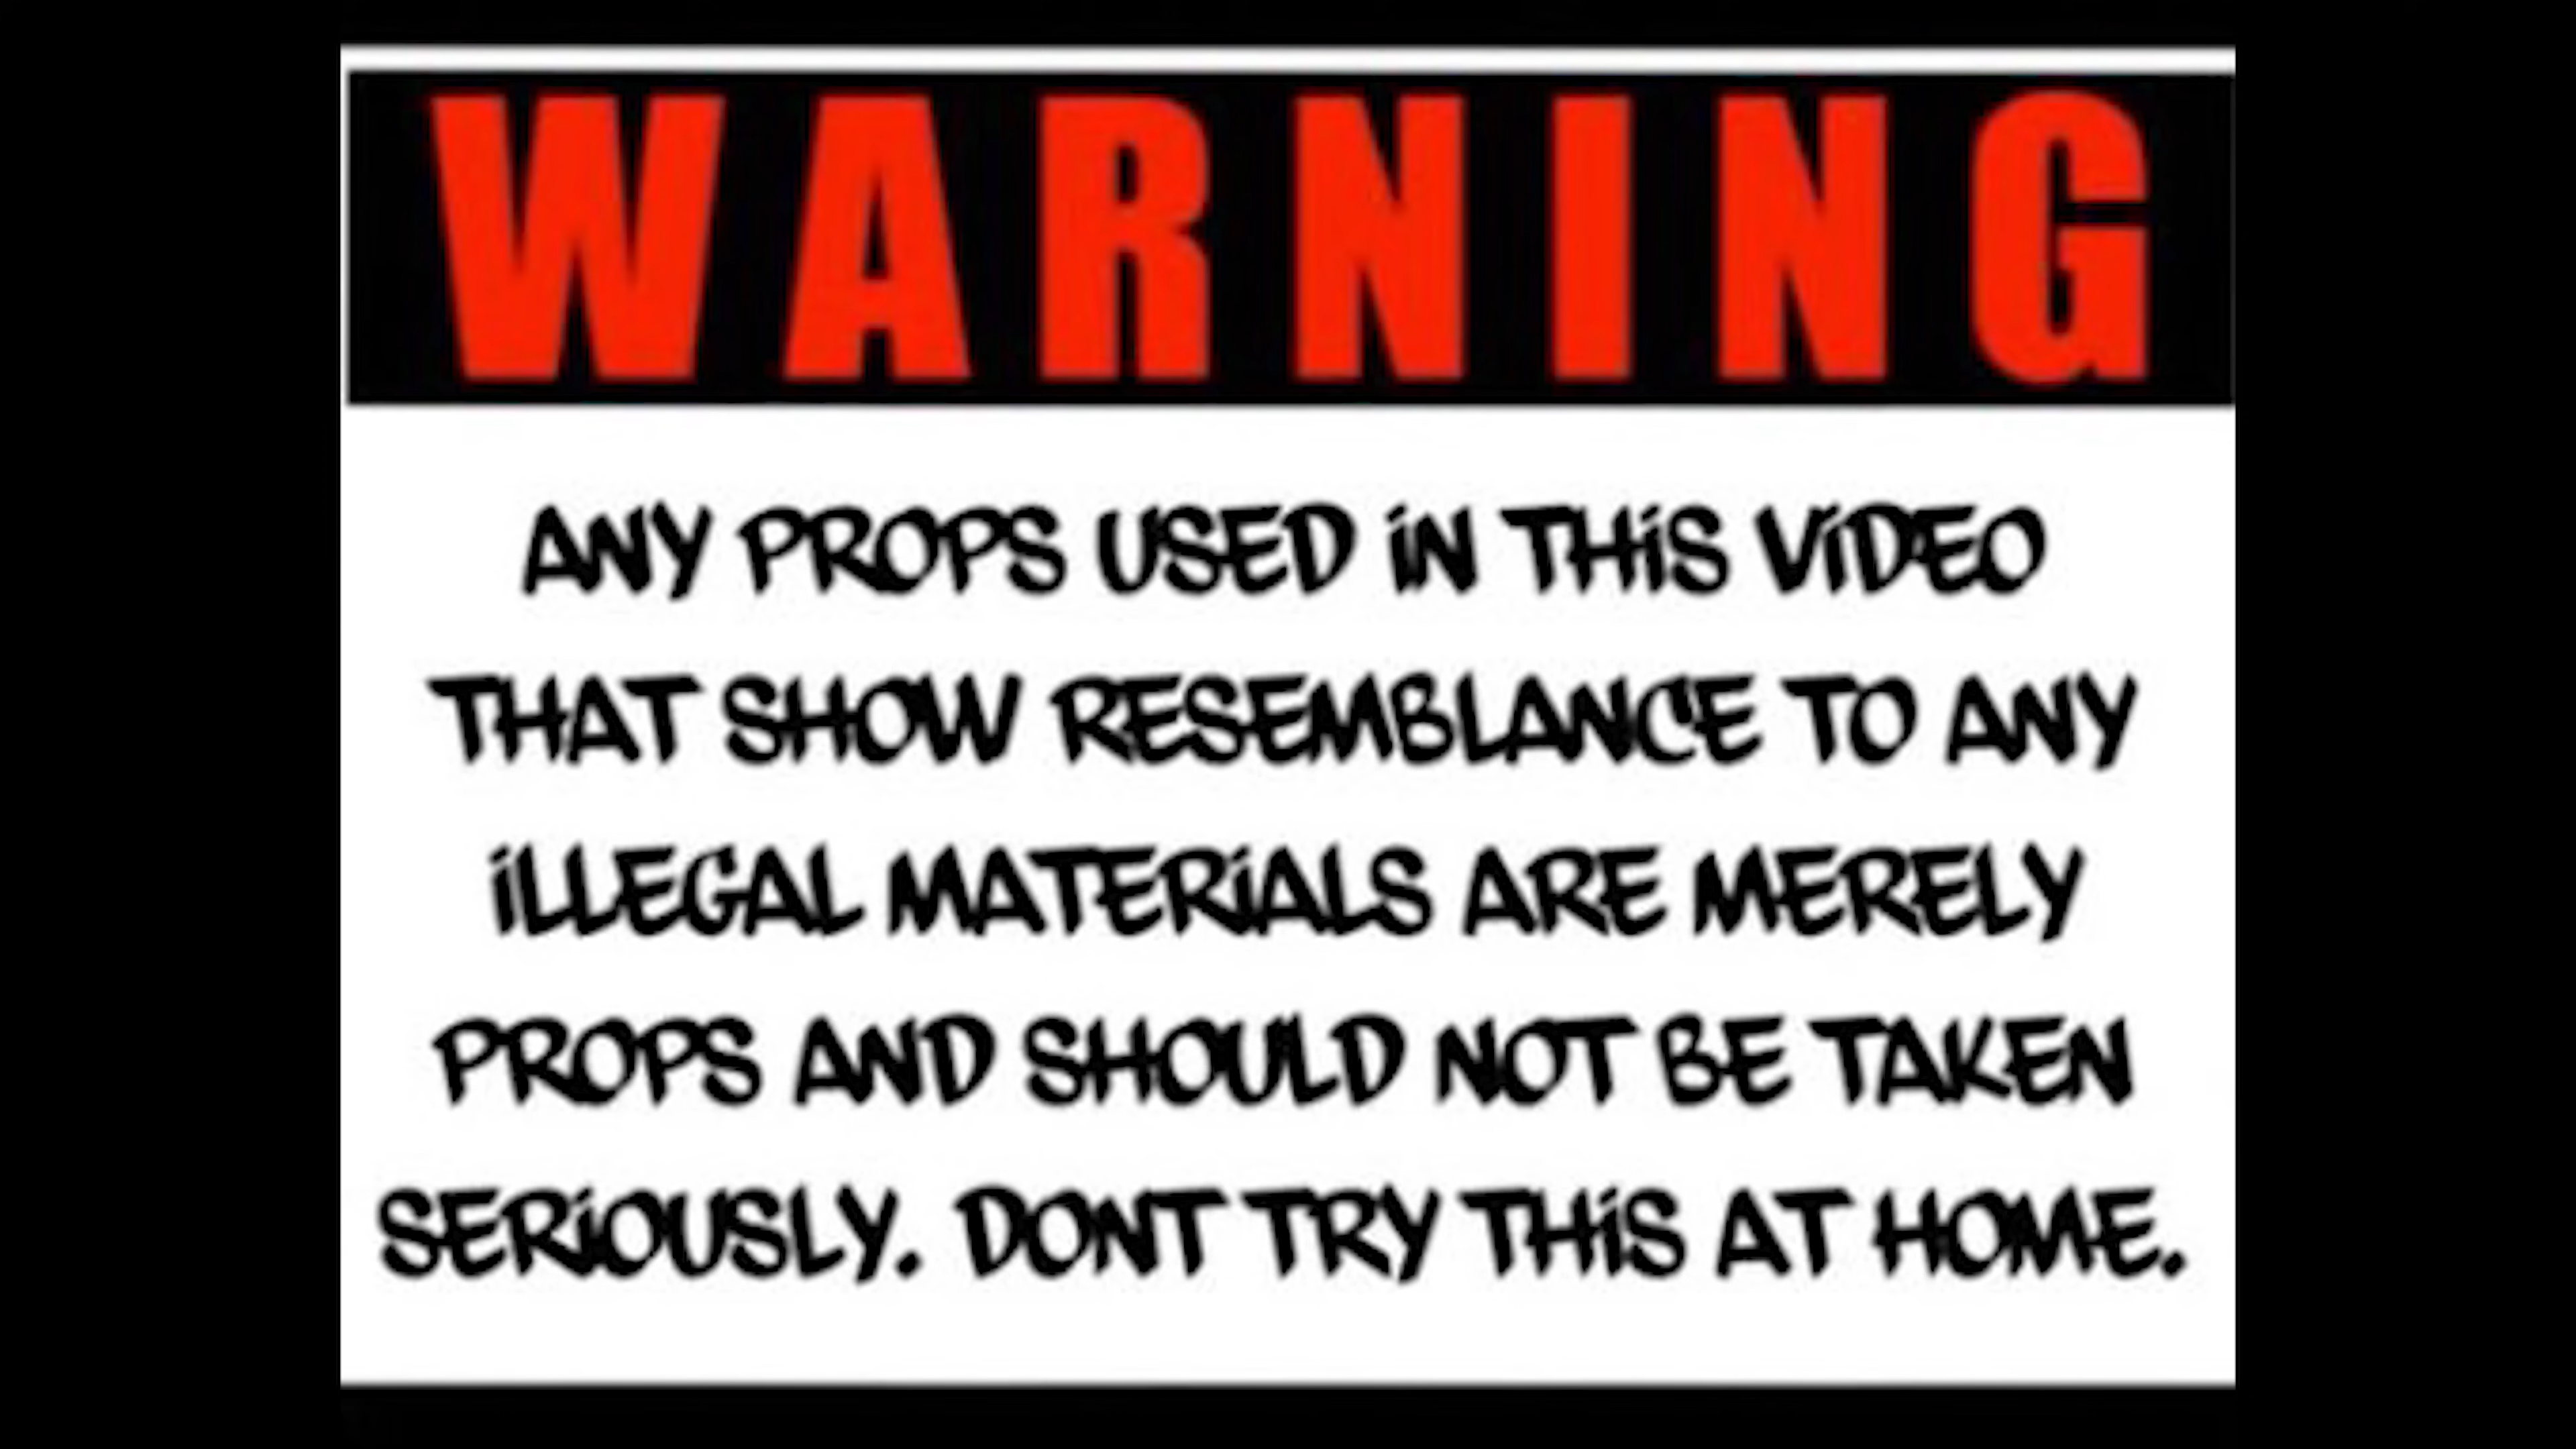 WARNING
ANY PROPS USED iN THiS ViDEO
THAT SHOW RESEMBLANCE TO ANY
iLLEGAL MATERiALS ARE MERELY
PROPS AND SHOULD NOT BE TAKEN
SERiOUSLY. DONT TRY THiS AT HOME.